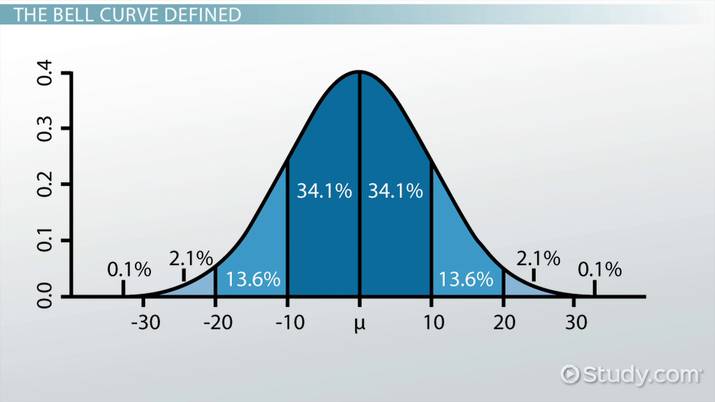 THE BELL CURVE DEFINED
0.4
0.3
0.2
0.1
0.0
34.1% 34.1%
0.1% 2.1% 13.6% 13.6% 2.1% 0.1%
-30 -20 -10 μ 10 20 30
Study.com